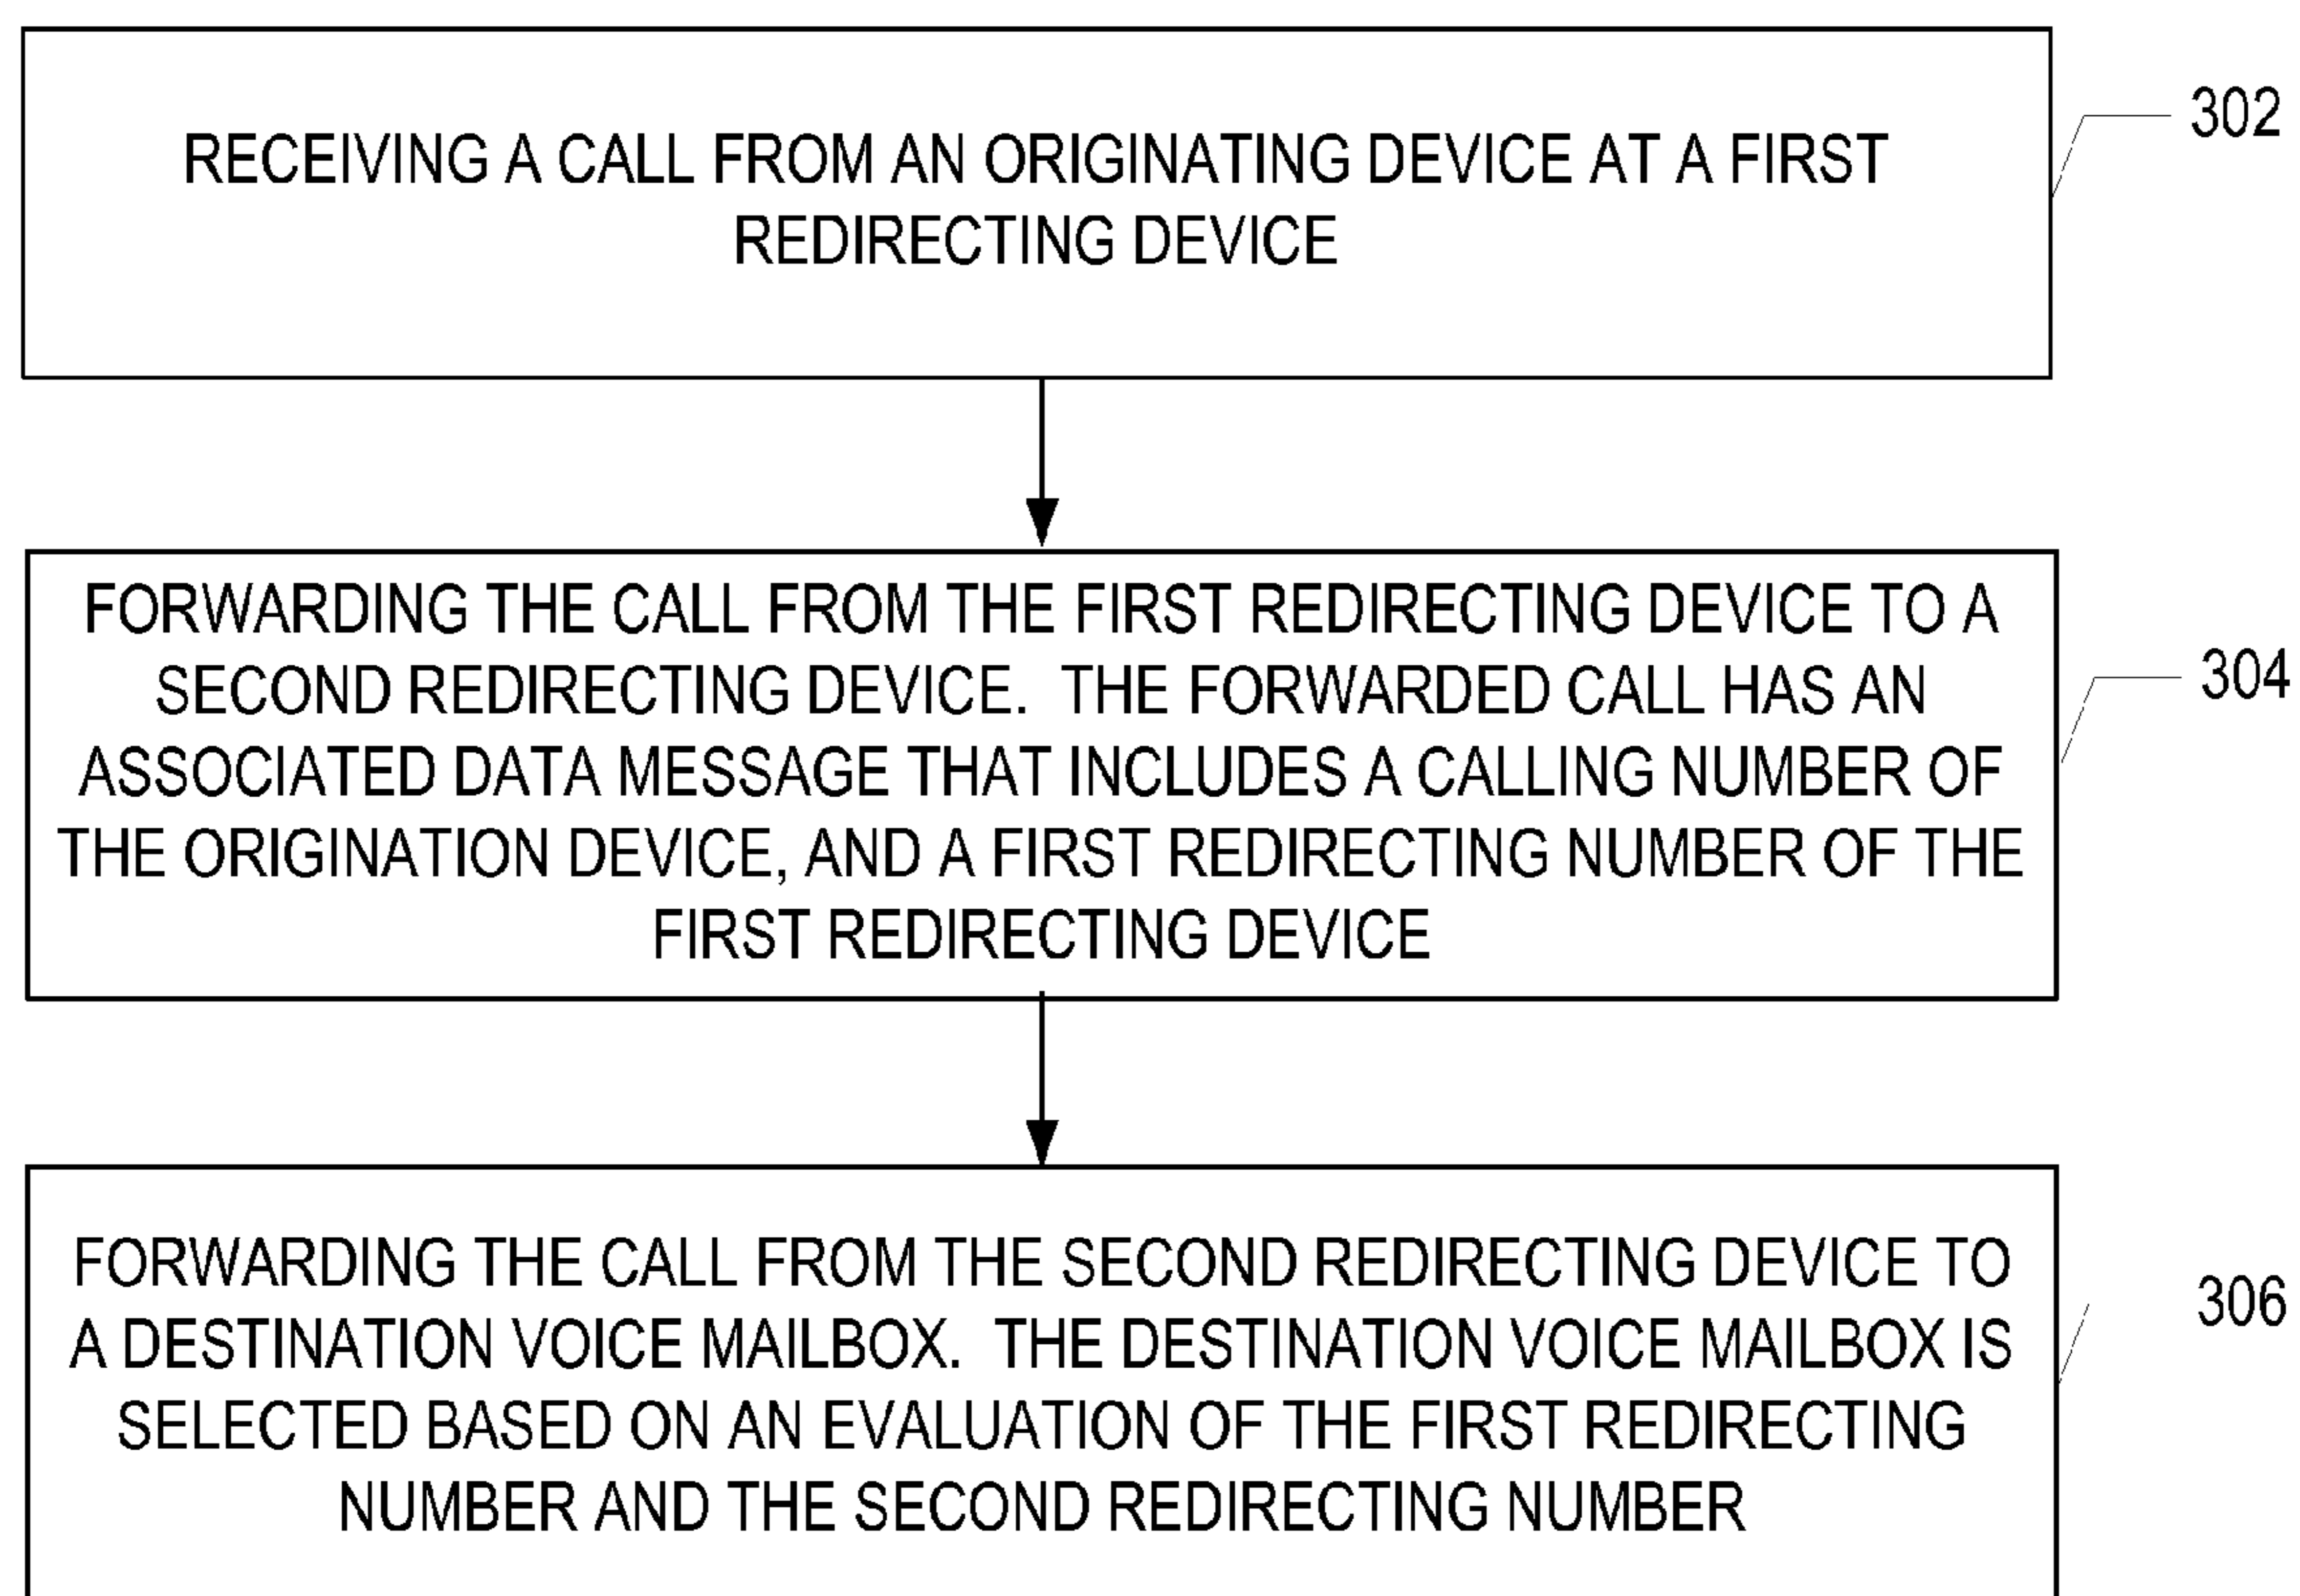 RECEIVING A CALL FROM AN ORIGINATING DEVICE AT A FIRST
REDIRECTING DEVICE
302
FORWARDING THE CALL FROM THE FIRST REDIRECTING DEVICE TO A
SECOND REDIRECTING DEVICE.  THE FORWARDED CALL HAS AN
ASSOCIATED DATA MESSAGE THAT INCLUDES A CALLING NUMBER OF
THE ORIGINATION DEVICE, AND A FIRST REDIRECTING NUMBER OF THE
FIRST REDIRECTING DEVICE
304
FORWARDING THE CALL FROM THE SECOND REDIRECTING DEVICE TO
A DESTINATION VOICE MAILBOX.  THE DESTINATION VOICE MAILBOX IS
SELECTED BASED ON AN EVALUATION OF THE FIRST REDIRECTING
NUMBER AND THE SECOND REDIRECTING NUMBER
306